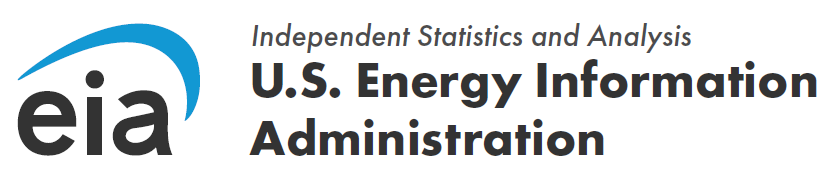 eia
Independent Statistics and Analysis
U.S. Energy Information
Administration